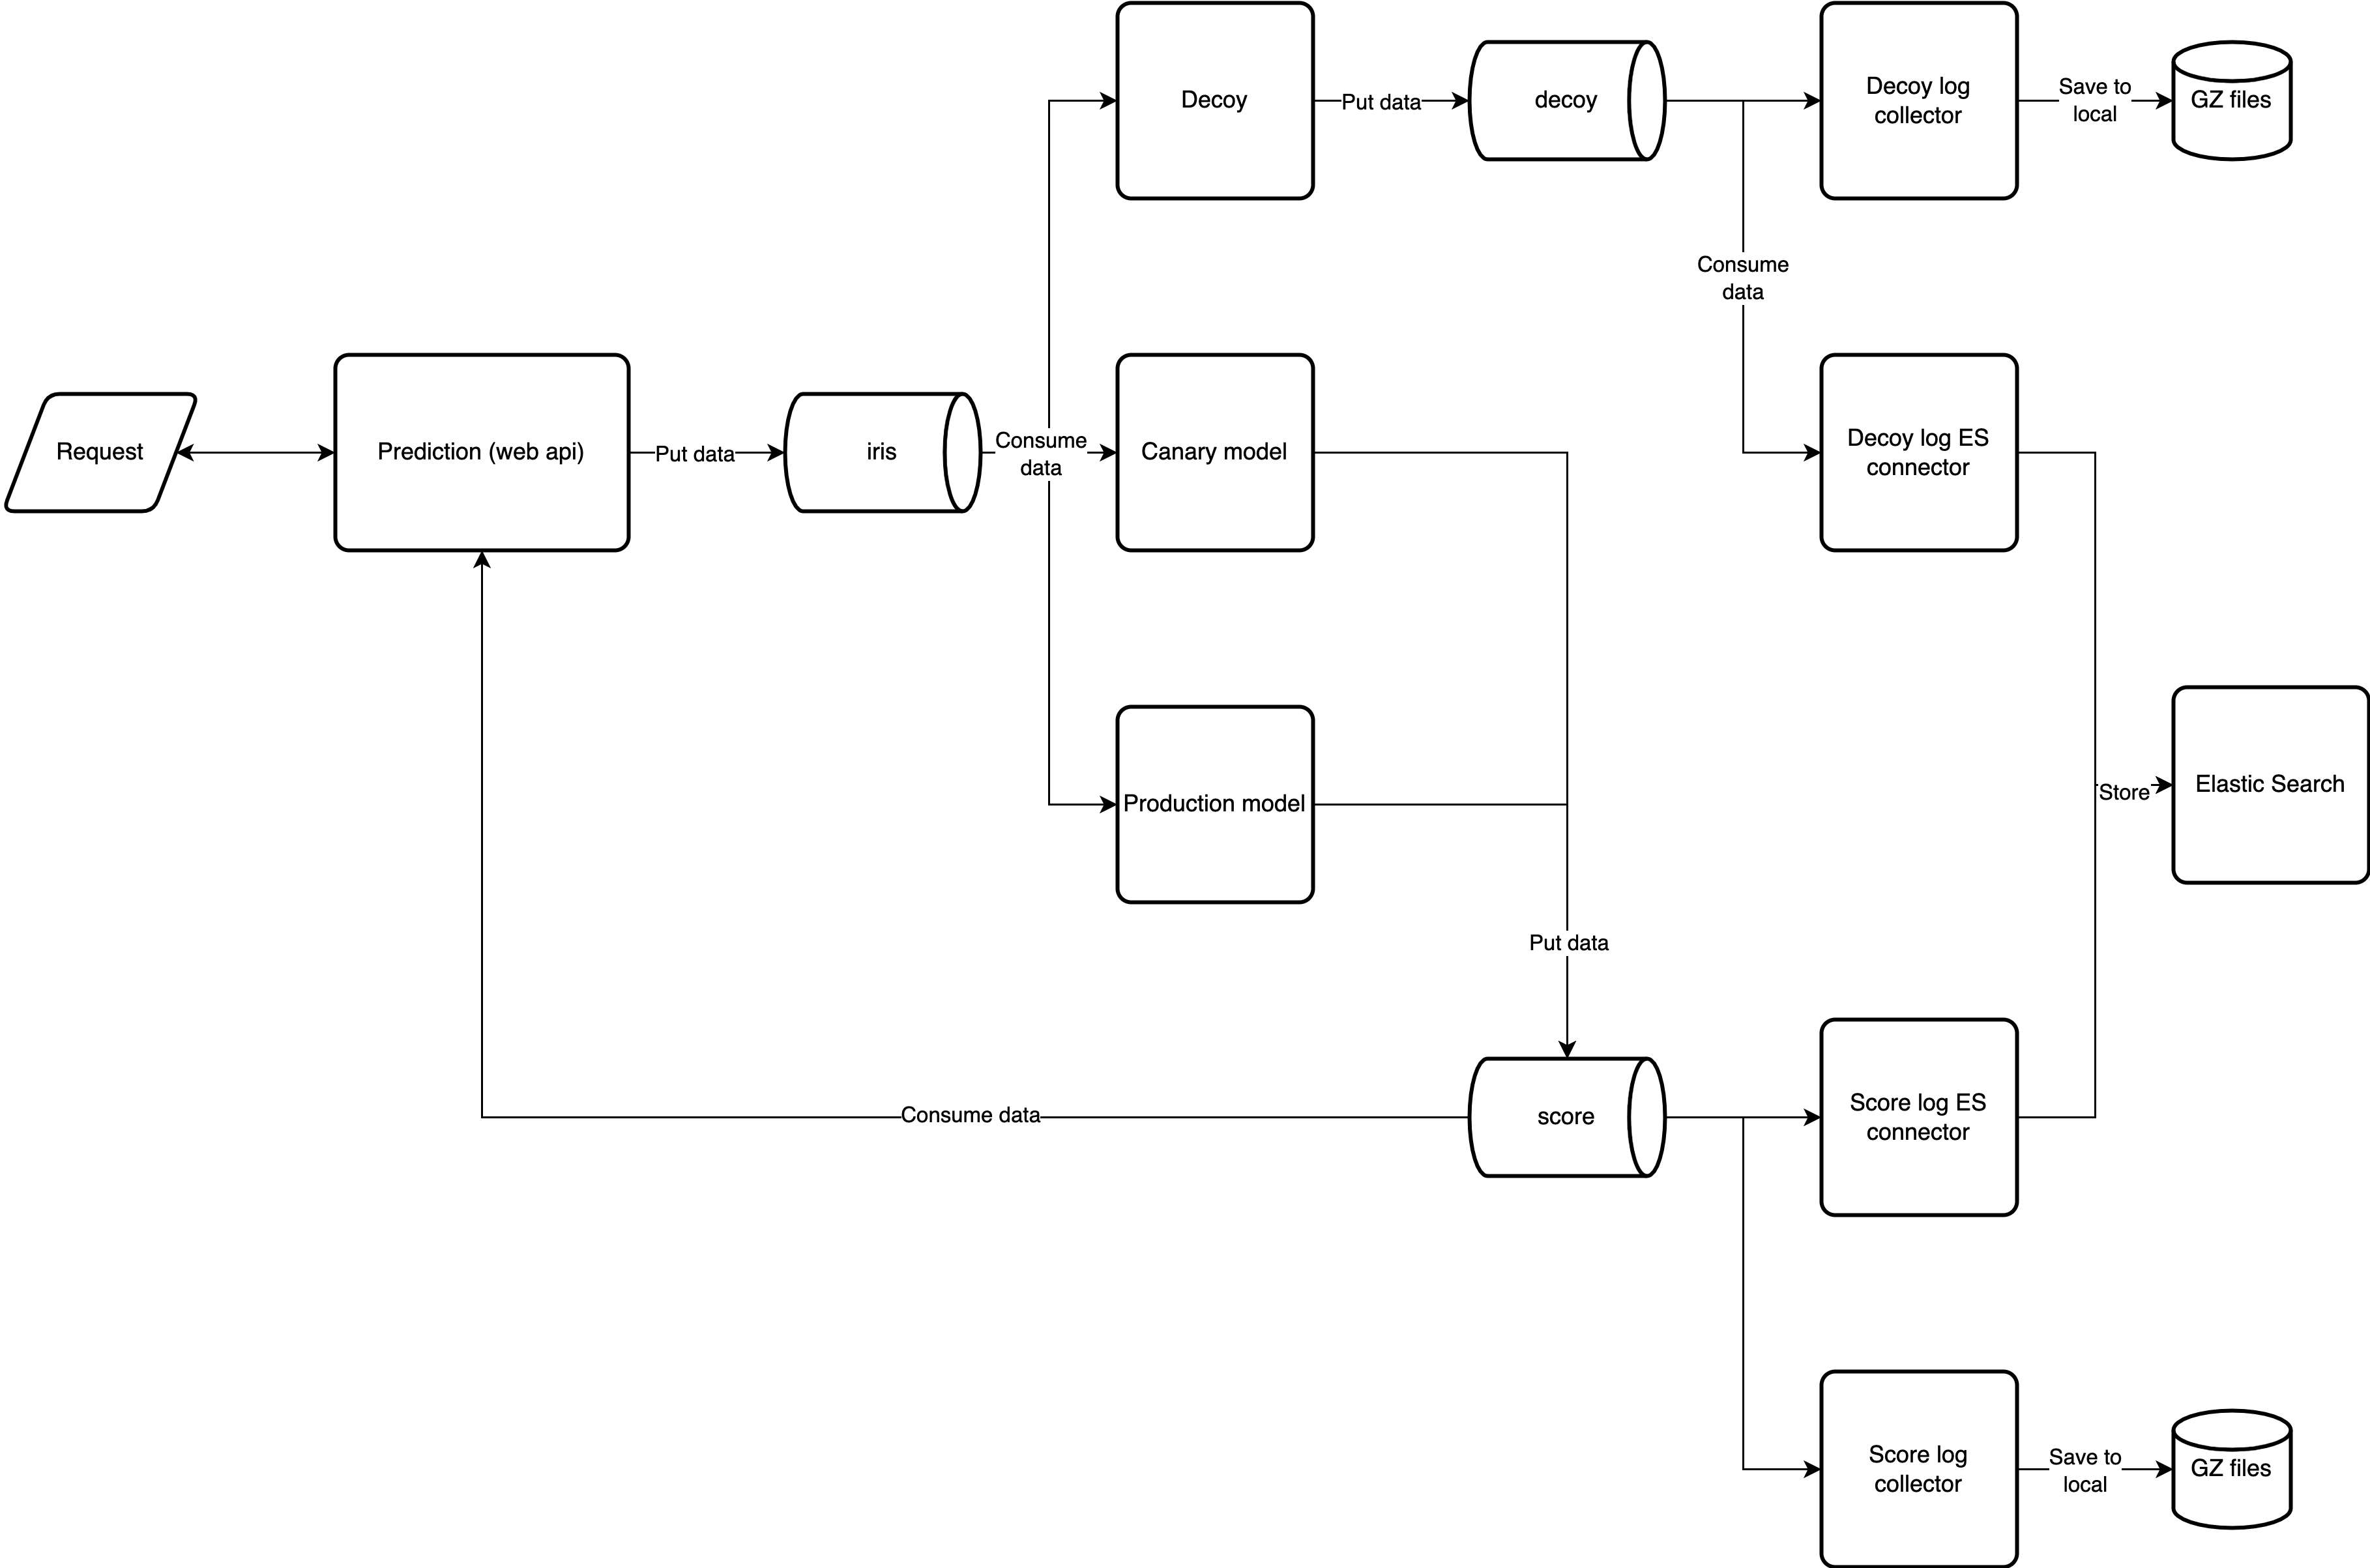 Decoy
Put data
decoy
Decoy log
collector
Save to
local
GZ files
Consume
data
Request
Prediction (web api)
Put data
iris
Consume
data
Canary model
Decoy log ES
connector
Production model
Store
Elastic Search
Put data
Consume data
score
Score log ES
connector
Score log
collector
Save to
local
GZ files